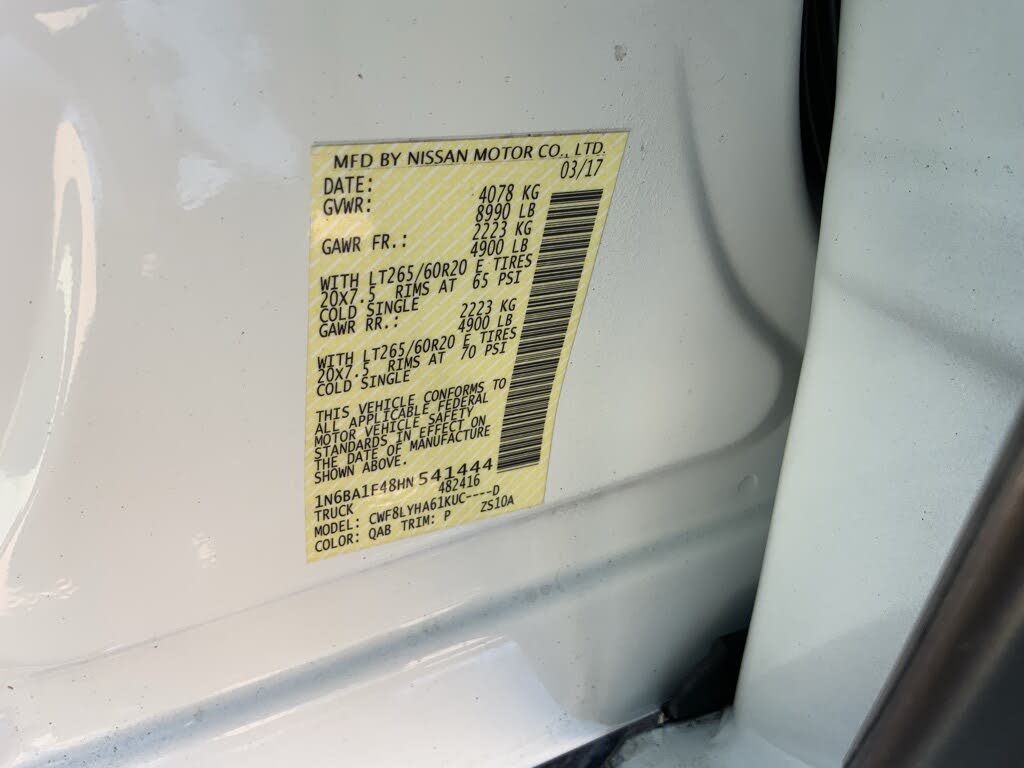 MFD BY NISSAN MOTOR CO., LTD.
DATE: 03/17
GVWR: 4078 KG
8990 LB
GAWR FR.: 2223 KG
4900 LB
WITH LT265/60R20 E TIRES
20X7.5 RIMS AT 65 PSI
COLD SINGLE
GAWR RR.: 2223 KG
4900 LB
WITH LT265/60R20 E TIRES
20X7.5 RIMS AT 70 PSI
COLD SINGLE
THIS VEHICLE CONFORMS TO
ALL APPLICABLE FEDERAL
MOTOR VEHICLE SAFETY
STANDARDS IN EFFECT ON
THE DATE OF MANUFACTURE
SHOWN ABOVE.
1N6BA1F48HN541444
TRUCK 482416
MODEL: CWF8LYHA61KUC----D
COLOR: QAB TRIM: P ZS10A